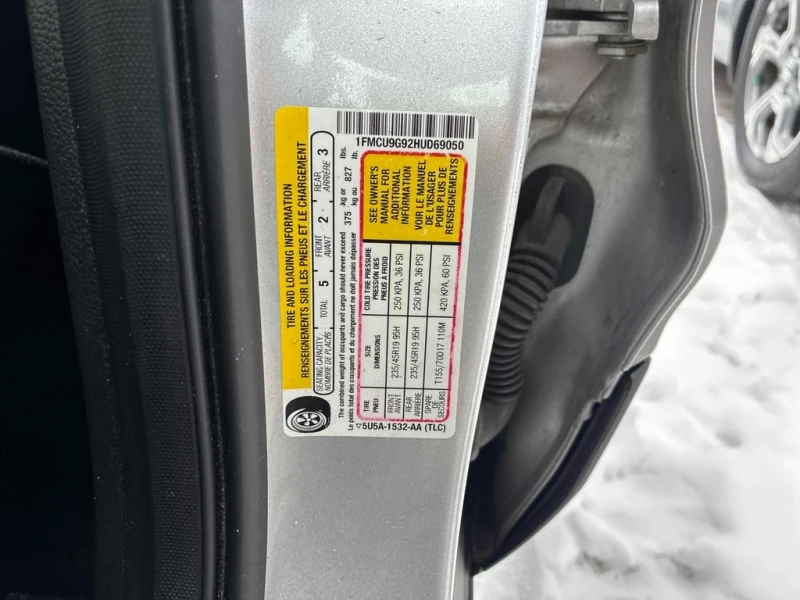 TIRE AND LOADING INFORMATION
RENSEIGNEMENTS SUR LES PNEUS ET LE CHARGEMENT
SEATING CAPACITY
NOMBRE DE PLACES
TOTAL 5
FRONT
AVANT 2
REAR
ARRIÈRE 3
The combined weight of occupants and cargo should never exceed 375 kg or 827 lbs.
Le poids total des occupants et du chargement ne doit jamais dépasser kg ou lb.
TIRE
PNEU
SIZE
DIMENSIONS
COLD TIRE PRESSURE
PRESSION DES
PNEUS A FROID
FRONT
AVANT
235/45R19 95H
250 KPA, 36 PSI
REAR
ARRIÈRE
235/45R19 95H
250 KPA, 36 PSI
SPARE
DE
SECOURS
T155/70D17 110M
420 KPA, 60 PSI
SEE OWNER'S
MANUAL FOR
ADDITIONAL
INFORMATION
VOIR LE MANUEL
DE L'USAGER
POUR PLUS DE
RENSEIGNEMENTS
5U5A-1532-AA (TLC)
1FMCU9G92HUD69050